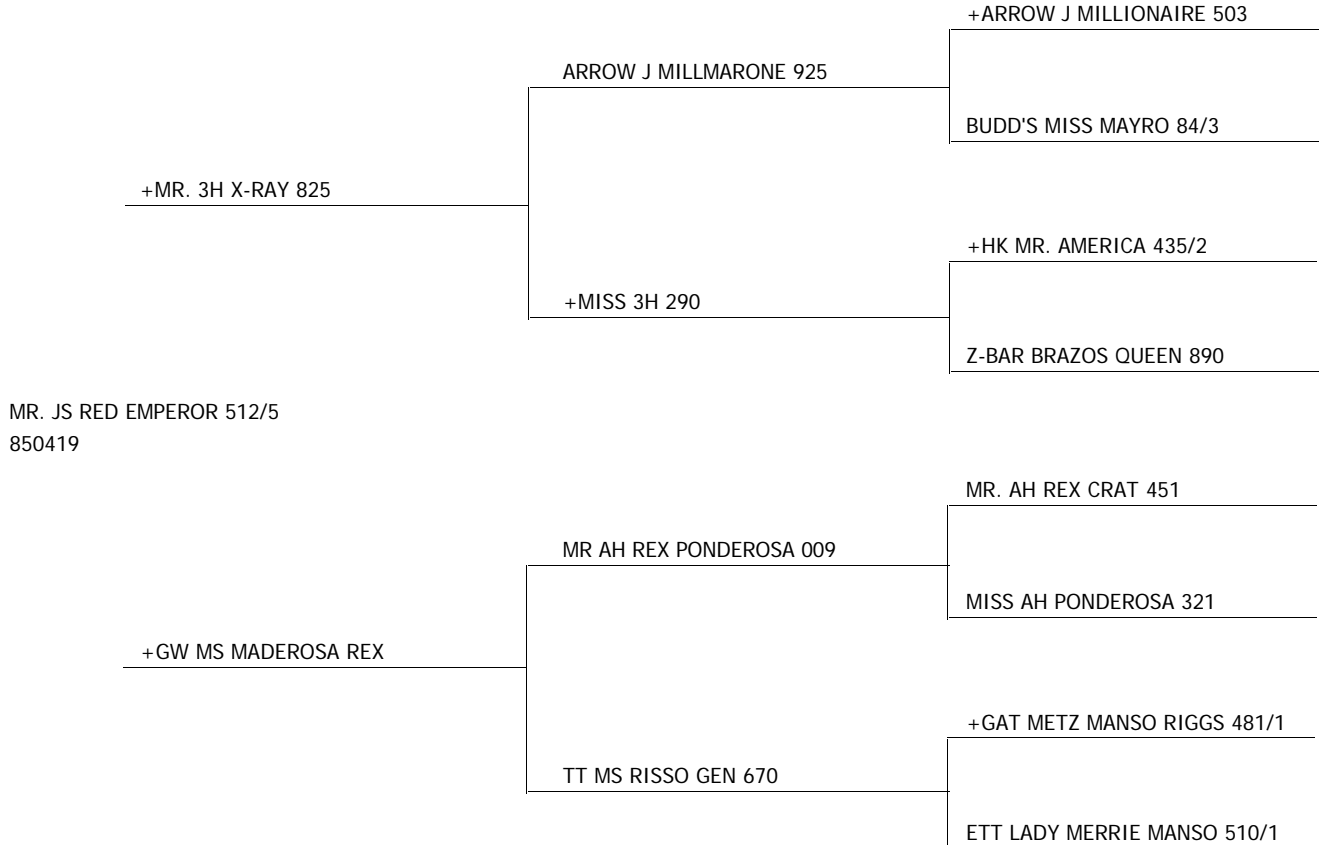 +ARROW J MILLIONAIRE 503
ARROW J MILLMARONE 925
BUDD'S MISS MAYRO 84/3
+MR. 3H X-RAY 825
+HK MR. AMERICA 435/2
+MISS 3H 290
Z-BAR BRAZOS QUEEN 890
MR. JS RED EMPEROR 512/5
850419
MR. AH REX CRAT 451
MR AH REX PONDEROSA 009
MISS AH PONDEROSA 321
+GW MS MADEROSA REX
+GAT METZ MANSO RIGGS 481/1
TT MS RISSO GEN 670
ETT LADY MERRIE MANSO 510/1